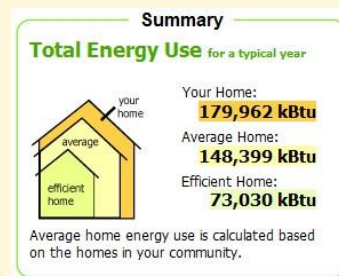 Summary
Total Energy Use for a typical year
your
home
average
efficient
home
Your Home:
179,962 kBtu
Average Home:
148,399 kBtu
Efficient Home:
73,030 kBtu
Average home energy use is calculated based
on the homes in your community.